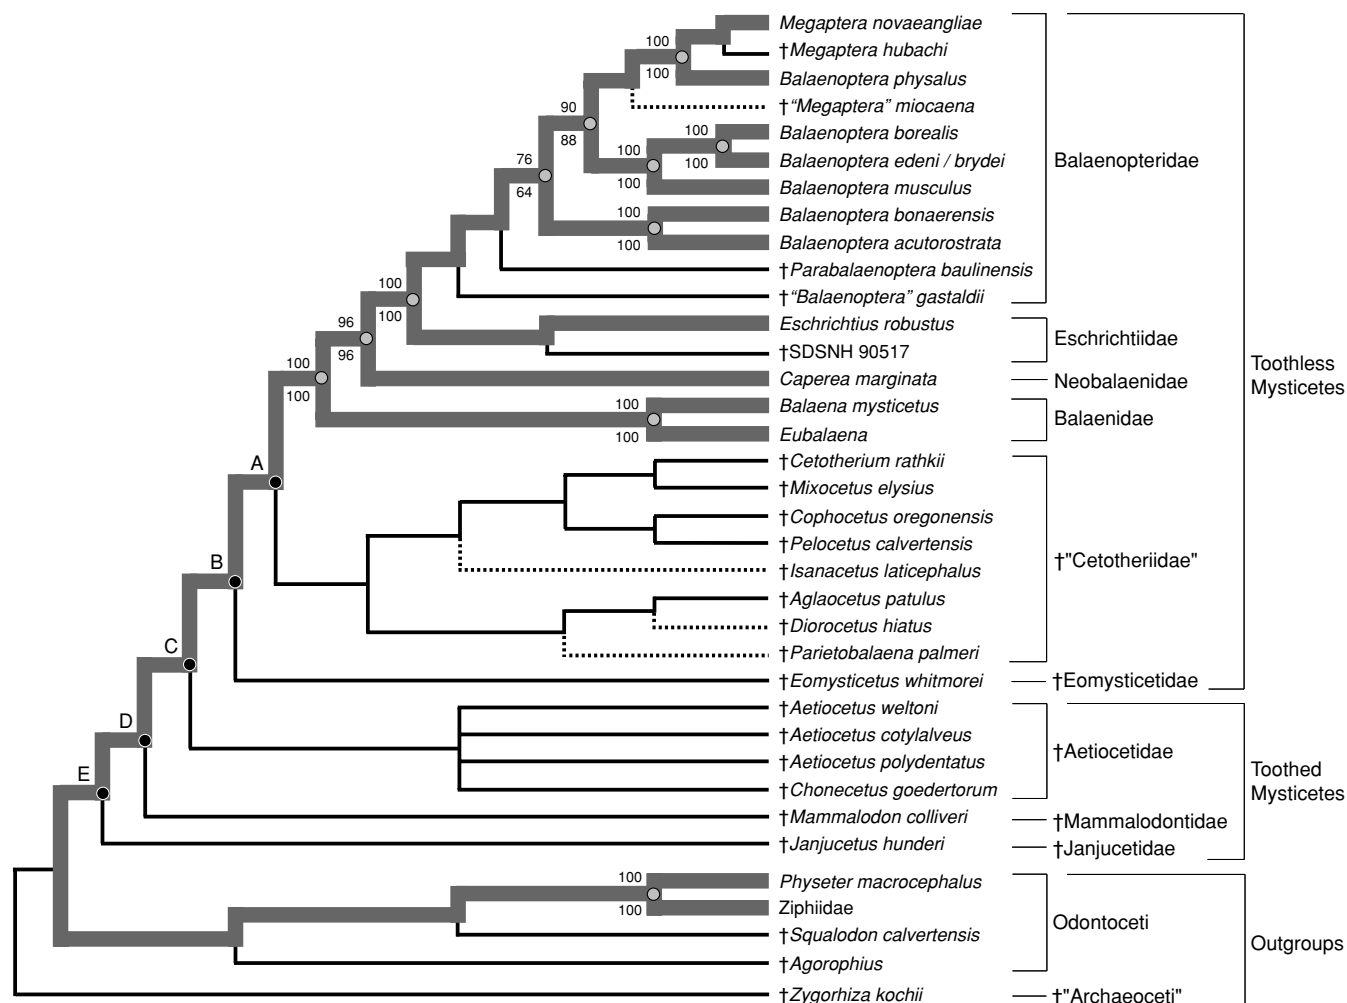 Megaptera novaeangliae
†Megaptera hubachi
Balaenoptera physalus
†“Megaptera” miocaena
Balaenoptera borealis
Balaenoptera edeni / brydei
Balaenoptera musculus
Balaenoptera bonaerensis
Balaenoptera acutorostrata
†Parabalaenoptera baulinensis
†“Balaenoptera” gastaldii
Eschrichtius robustus
†SDSNH 90517
Caperea marginata
Balaena mysticetus
Eubalaena
†Cetotherium rathkii
†Mixocetus elysius
†Cophocetus oregonensis
†Pelocetus calvertensis
†Isanacetus laticephalus
†Aglaocetus patulus
†Diorocetus hiatus
†Parietobalaena palmeri
†Eomysticetus whitmorei
†Aetiocetus weltoni
†Aetiocetus cotylalveus
†Aetiocetus polydentatus
†Chonecetus goedertorum
†Mammalodon colliveri
†Janjucetus hunderi
Physeter macrocephalus
Ziphiidae
†Squalodon calvertensis
†Agorophius
†Zygorhiza kochii
Balaenopteridae
Eschrichtiidae
Neobalaenidae
Balaenidae
†"Cetotheriidae"
†Eomysticetidae
†Aetiocetidae
†Mammalodontidae
†Janjucetidae
Odontoceti
†"Archaeoceti"
Toothless
Mysticetes
Toothed
Mysticetes
Outgroups
100
100
90
88
100
100
100
100
76
64
100
100
100
100
96
96
100
100
100
100
A
B
C
D
E
100
100